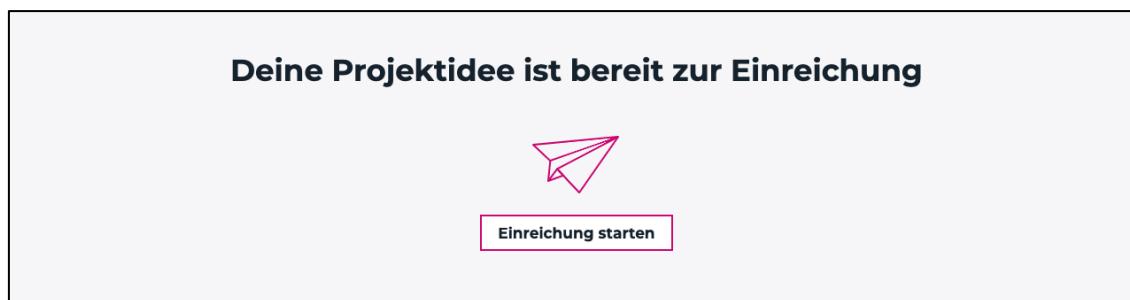 Deine Projektidee ist bereit zur Einreichung
Einreichung starten